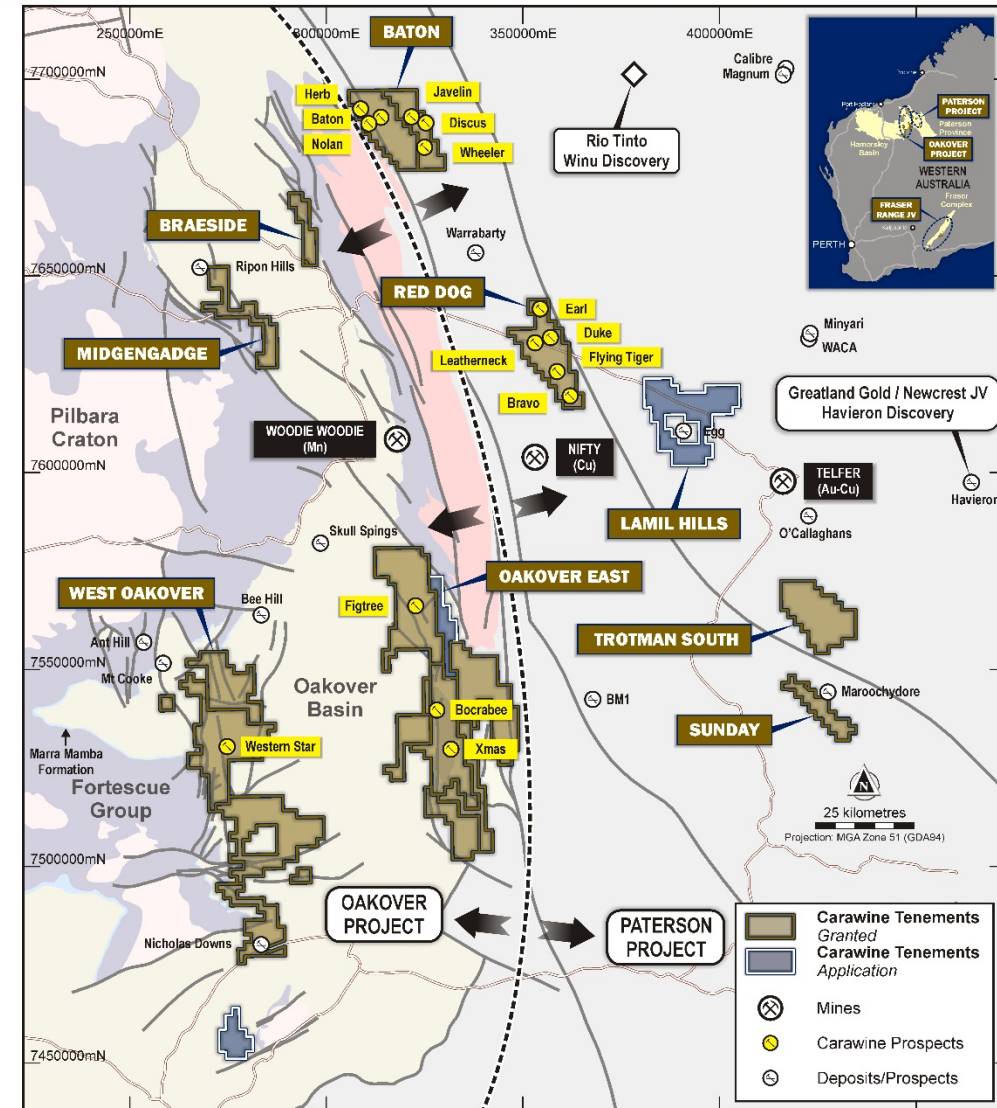 250000mE
300000mE
350000mE
400000mE
7700000mN
7650000mN
7600000mN
7550000mN
7500000mN
7450000mN
BATON
Herb
Baton
Nolan
Javelin
Discus
Wheeler
Calibre
Magnum
Rio Tinto
Winu Discovery
BRAESIDE
Ripon Hills
MIDGENGADGE
Warrabarty
RED DOG
Earl
Duke
Leatherneck
Flying Tiger
Bravo
Minyari
WACA
Greatland Gold / Newcrest JV
Havieron Discovery
Havieron
Pilbara
Craton
WOODIE WOODIE
(Mn)
NIFTY
(Cu)
Egg
LAMIL HILLS
TELFER
(Au-Cu)
O'Callaghans
Skull Spings
OAKOVER EAST
WEST OAKOVER
Bee Hill
Figtree
Ant Hill
Mt Cooke
TROTMAN SOUTH
Oakover
Basin
Bocrabee
BM1
Maroochydore
SUNDAY
Western Star
Xmas
Marra Mamba
Formation
Fortescue
Group
N
25 kilometres
Projection: MGA Zone 51 (GDA94)
OAKOVER
PROJECT
PATERSON
PROJECT
Nicholas Downs
Carawine Tenements
Granted
Carawine Tenements
Application
Mines
Carawine Prospects
Deposits/Prospects
Port Hedland
PATERSON
PROJECT
Paterson
Province
Hamersley
Basin
OAKOVER
PROJECT
WESTERN
AUSTRALIA
FRASER
RANGE JV
Fraser
Complex
Kalgoorlie
PERTH